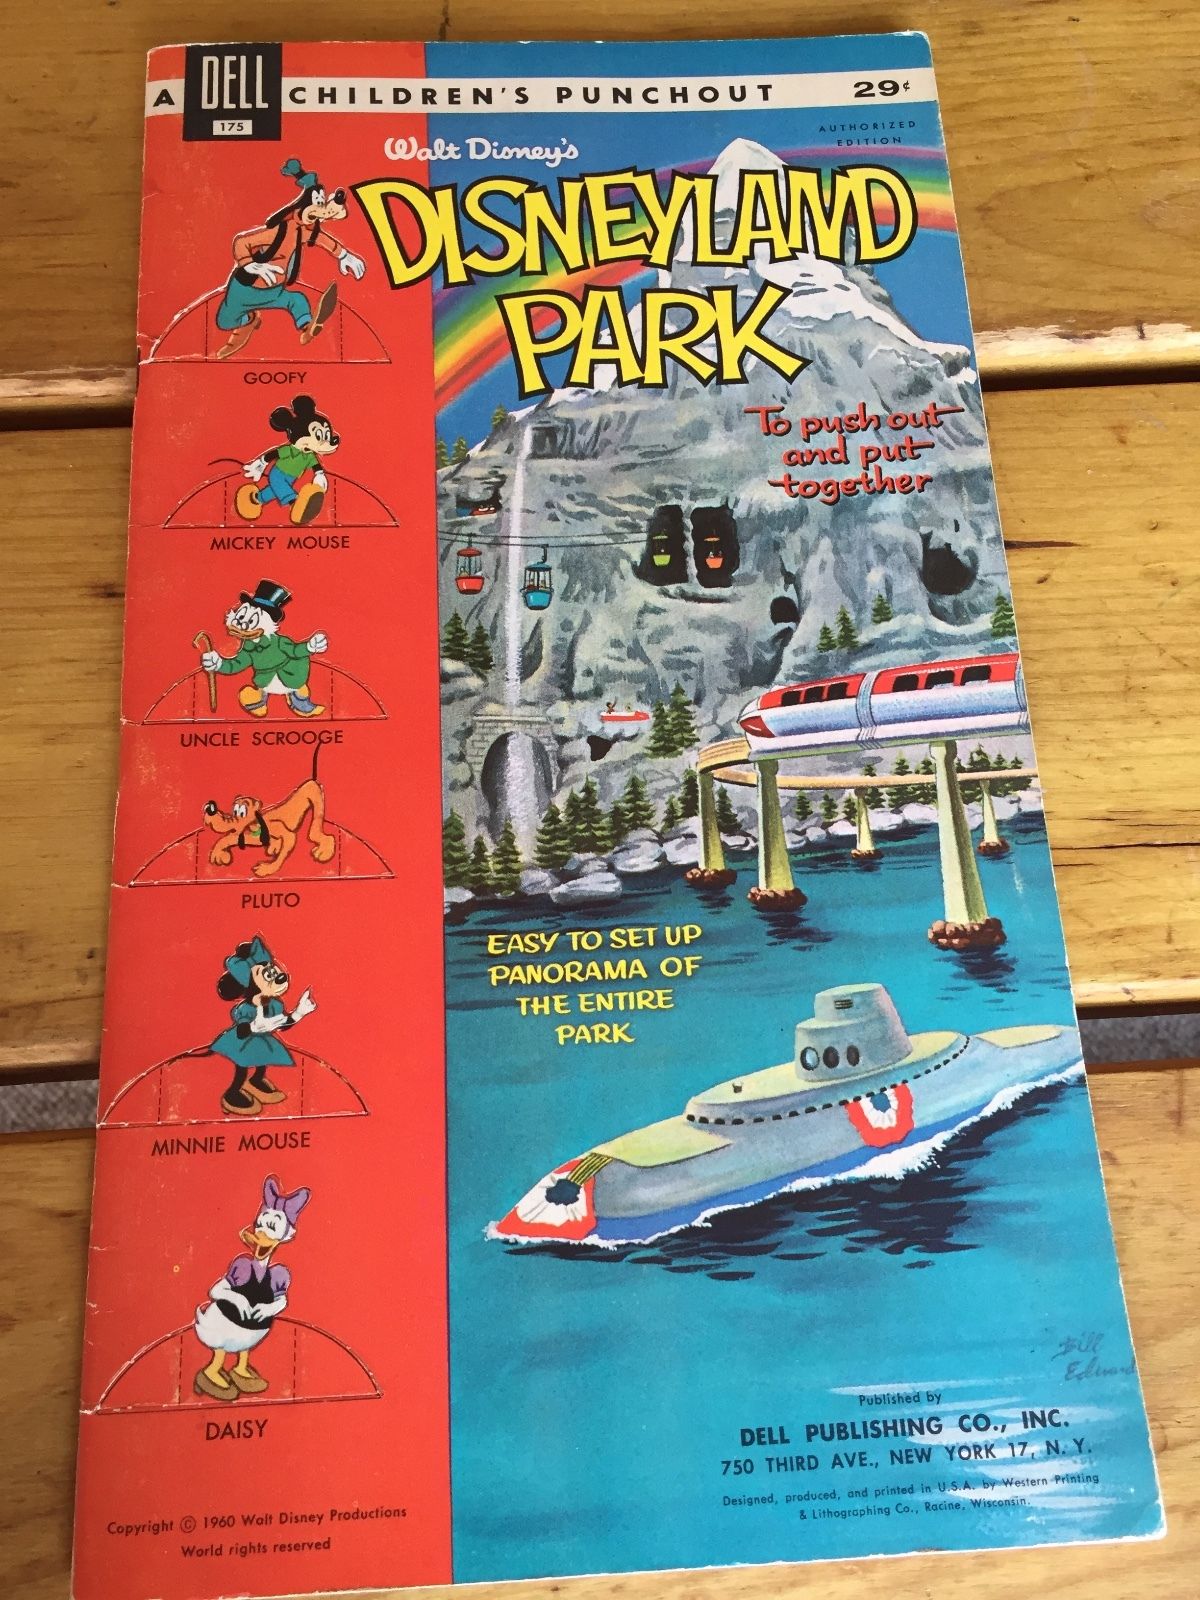 A DELL CHILDREN'S PUNCHOUT 29¢
175
AUTHORIZED
EDITION
Walt Disney's
DISNEYLAND
PARK
To push out
and put
together
GOOFY
MICKEY MOUSE
UNCLE SCROOGE
PLUTO
MINNIE MOUSE
DAISY
EASY TO SET UP
PANORAMA OF
THE ENTIRE
PARK
Bill
Published by
DELL PUBLISHING CO., INC.
750 THIRD AVE., NEW YORK 17, N. Y.
Designed, produced, and printed in U.S.A. by Western Printing
& Lithographing Co., Racine, Wisconsin.
Copyright © 1960 Walt Disney Productions
World rights reserved